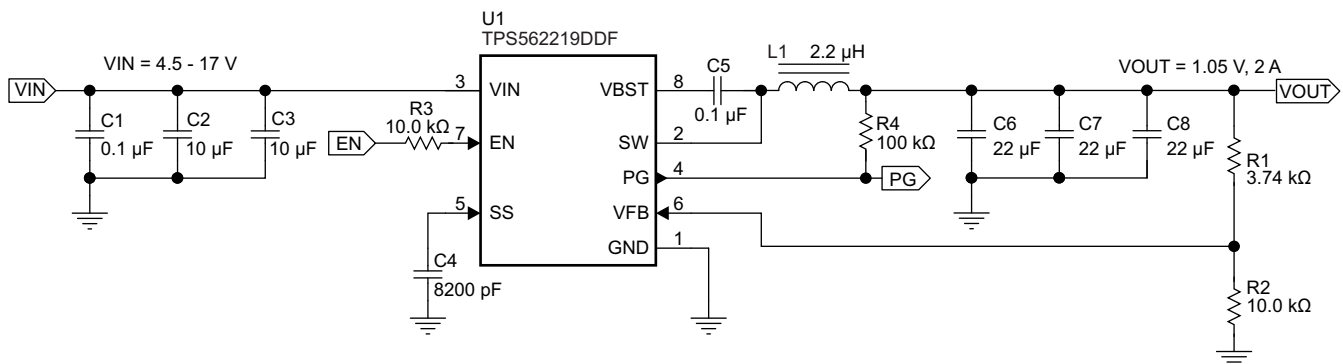 U1
TPS562219DDF
VIN = 4.5 - 17 V
VIN
C1
0.1 µF
C2
10 µF
C3
10 µF
EN
R3
10.0 kΩ
3
7
5
VIN
EN
SS
VBST
SW
PG
VFB
GND
8
2
4
6
1
C4
8200 pF
C5
0.1 µF
L1
2.2 µH
R4
100 kΩ
PG
C6
22 µF
C7
22 µF
C8
22 µF
VOUT = 1.05 V, 2 A
VOUT
R1
3.74 kΩ
R2
10.0 kΩ